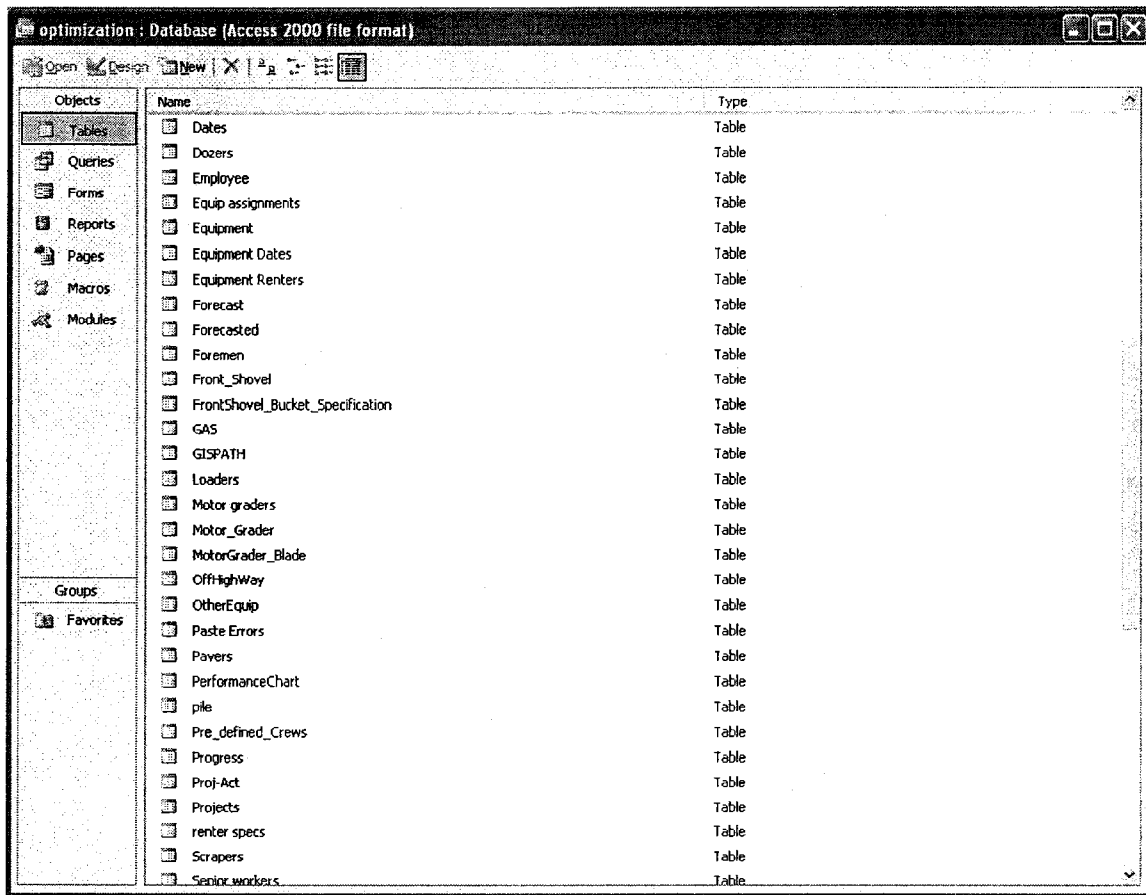 optimization : Database (Access 2000 file format)
Open Design New
Objects
Tables
Queries
Forms
Reports
Pages
Macros
Modules
Groups
Favorites
Name Type
Dates Table
Dozers Table
Employee Table
Equip assignments Table
Equipment Table
Equipment Dates Table
Equipment Renters Table
Forecast Table
Forecasted Table
Foremen Table
Front_Shovel Table
FrontShovel_Bucket_Specification Table
GAS Table
GISPATH Table
Loaders Table
Motor graders Table
Motor_Grader Table
MotorGrader_Blade Table
OffHighWay Table
OtherEquip Table
Paste Errors Table
Pavers Table
PerformanceChart Table
pile Table
Pre_defined_Crews Table
Progress Table
Proj-Act Table
Projects Table
renter specs Table
Scrapers Table
Senior workers Table